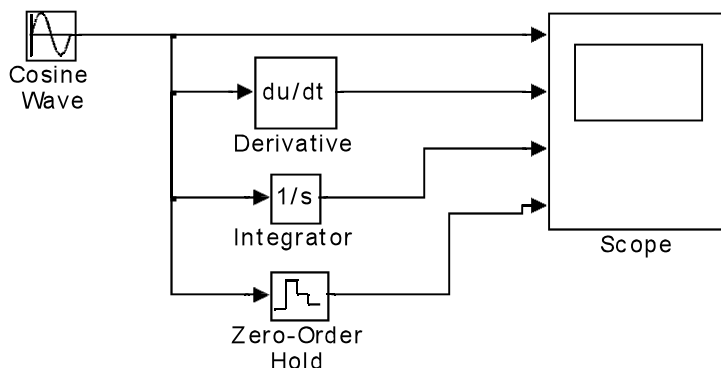 Cosine
Wave
du/dt
Derivative
1/s
Integrator
Zero-Order
Hold
Scope